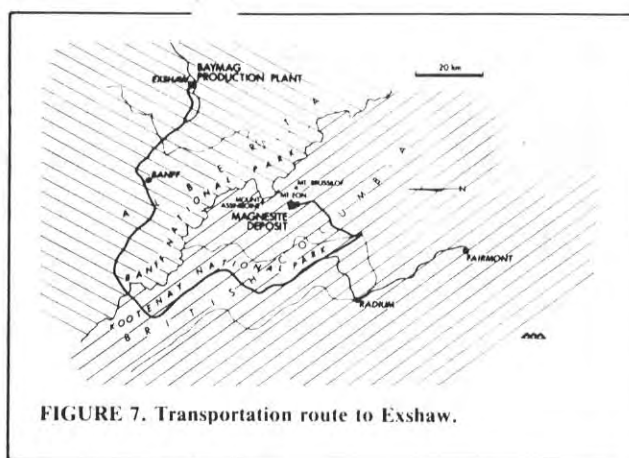 BAYMAG
PRODUCTION PLANT
EXSHAW
20 km
BANFF
ALBERTA
BANFF NATIONAL PARK
MT. BRUSSILOF
MOUNT
ASSINIBOINE
MT. EON
MAGNESITE
DEPOSIT
N
BRITISH COLUMBIA
KOOTENAY NATIONAL PARK
FAIRMONT
RADIUM
FIGURE 7. Transportation route to Exshaw.